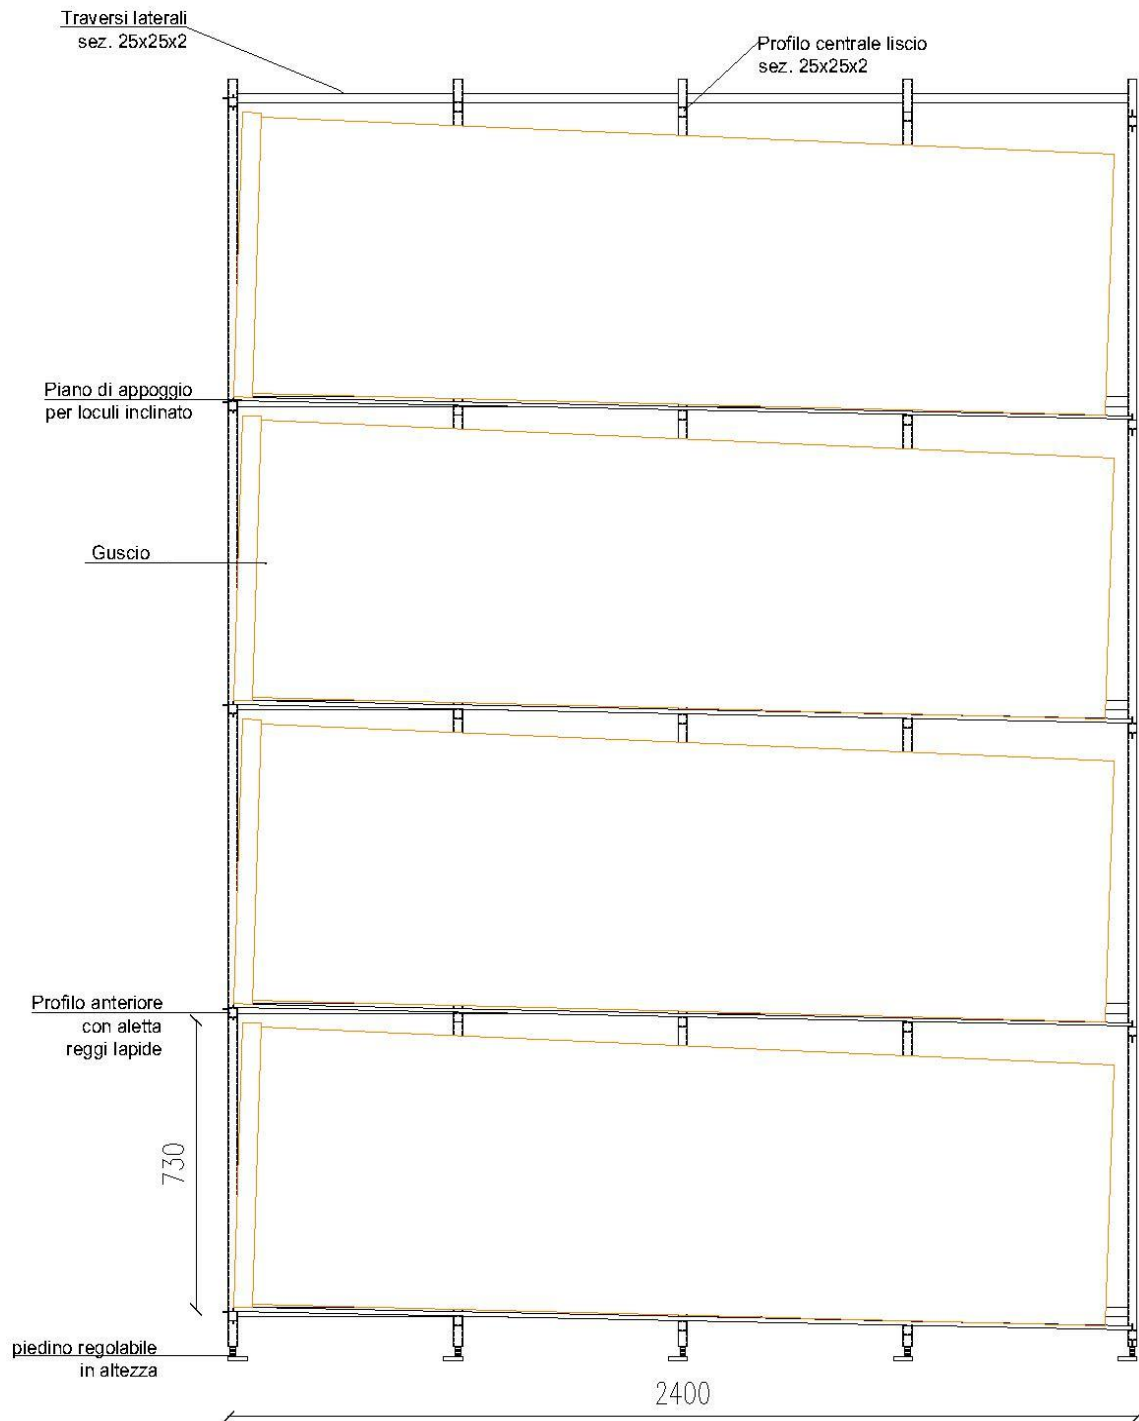 Traversi laterali
sez. 25x25x2
Profilo centrale liscio
sez. 25x25x2
Piano di appoggio
per loculi inclinato
Guscio
Profilo anteriore
con aletta
reggi lapide
730
piedino regolabile
in altezza
2400